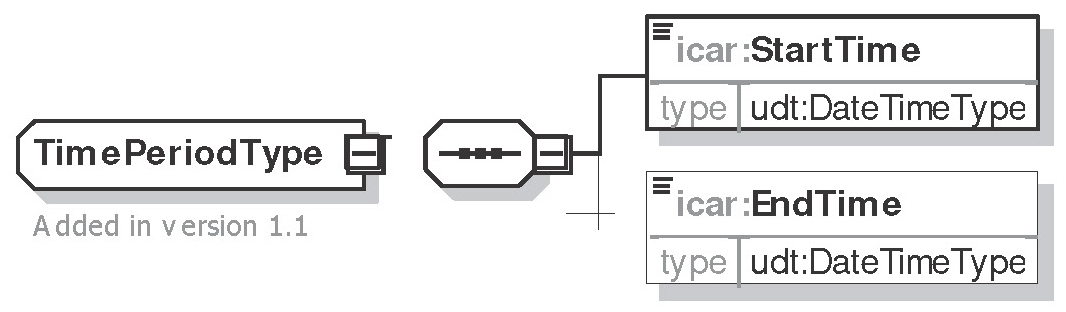 icar:StartTime
type udt:DateTimeType
TimePeriodType
Added in version 1.1
icar:EndTime
type udt:DateTimeType